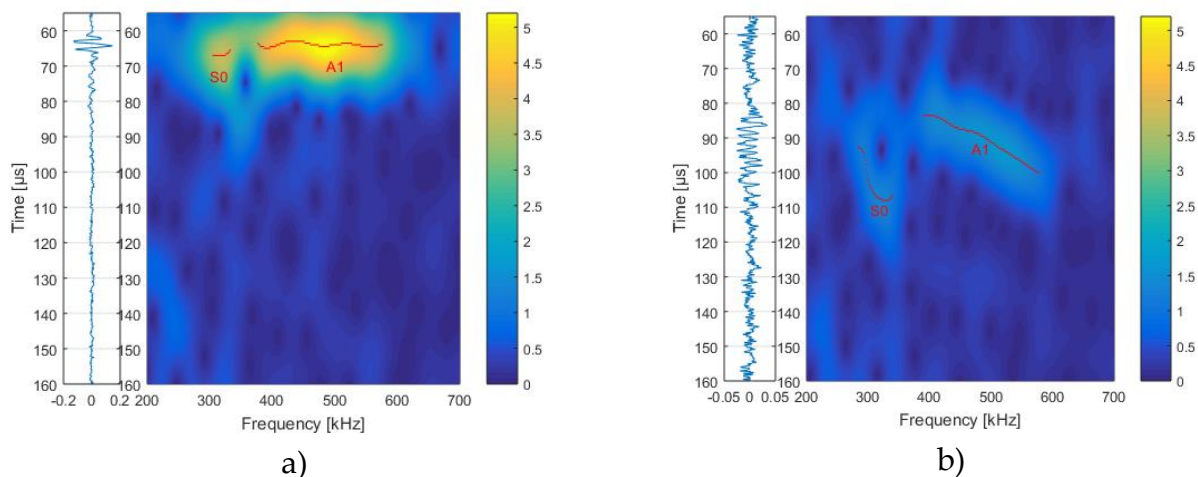 60 60 S0 A1 5
70 70 4.5
80 80 4
90 90 3.5
100 100 3
110 110 2.5
120 120 2
130 130 1.5
140 140 1
150 150 0.5
160 160 0
-0.2 0 0.2 200 300 400 500 600 700
Time [µs]
Frequency [kHz]
a)
60 60 5
70 70 4.5
80 80 4
90 90 A1 3.5
100 100 3
110 110 S0 2.5
120 120 2
130 130 1.5
140 140 1
150 150 0.5
160 160 0
-0.05 0 0.05 200 300 400 500 600 700
Time [µs]
Frequency [kHz]
b)